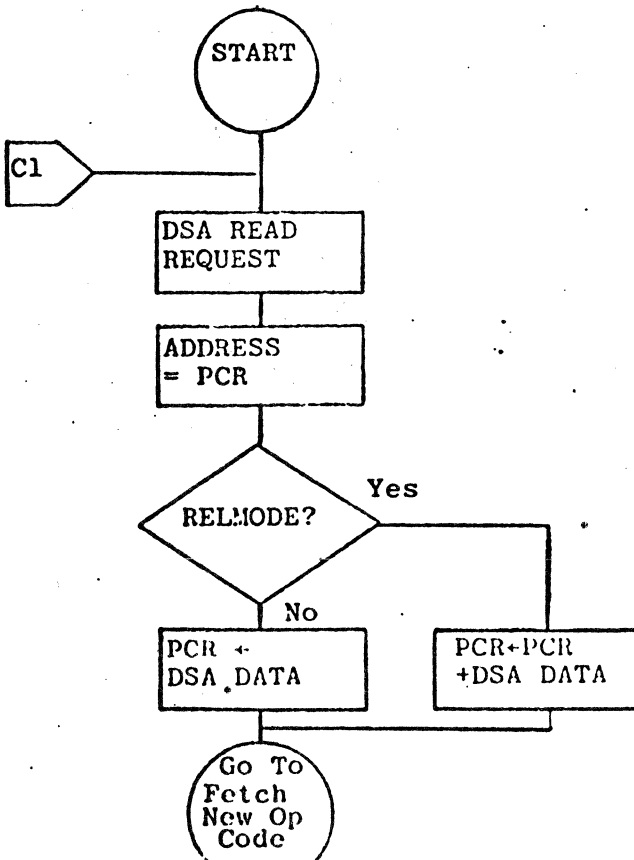 START
C1
DSA READ
REQUEST
ADDRESS
= PCR
RELMODE?
Yes
No
PCR ←
DSA DATA
PCR←PCR
+DSA DATA
Go To
Fetch
New Op
Code